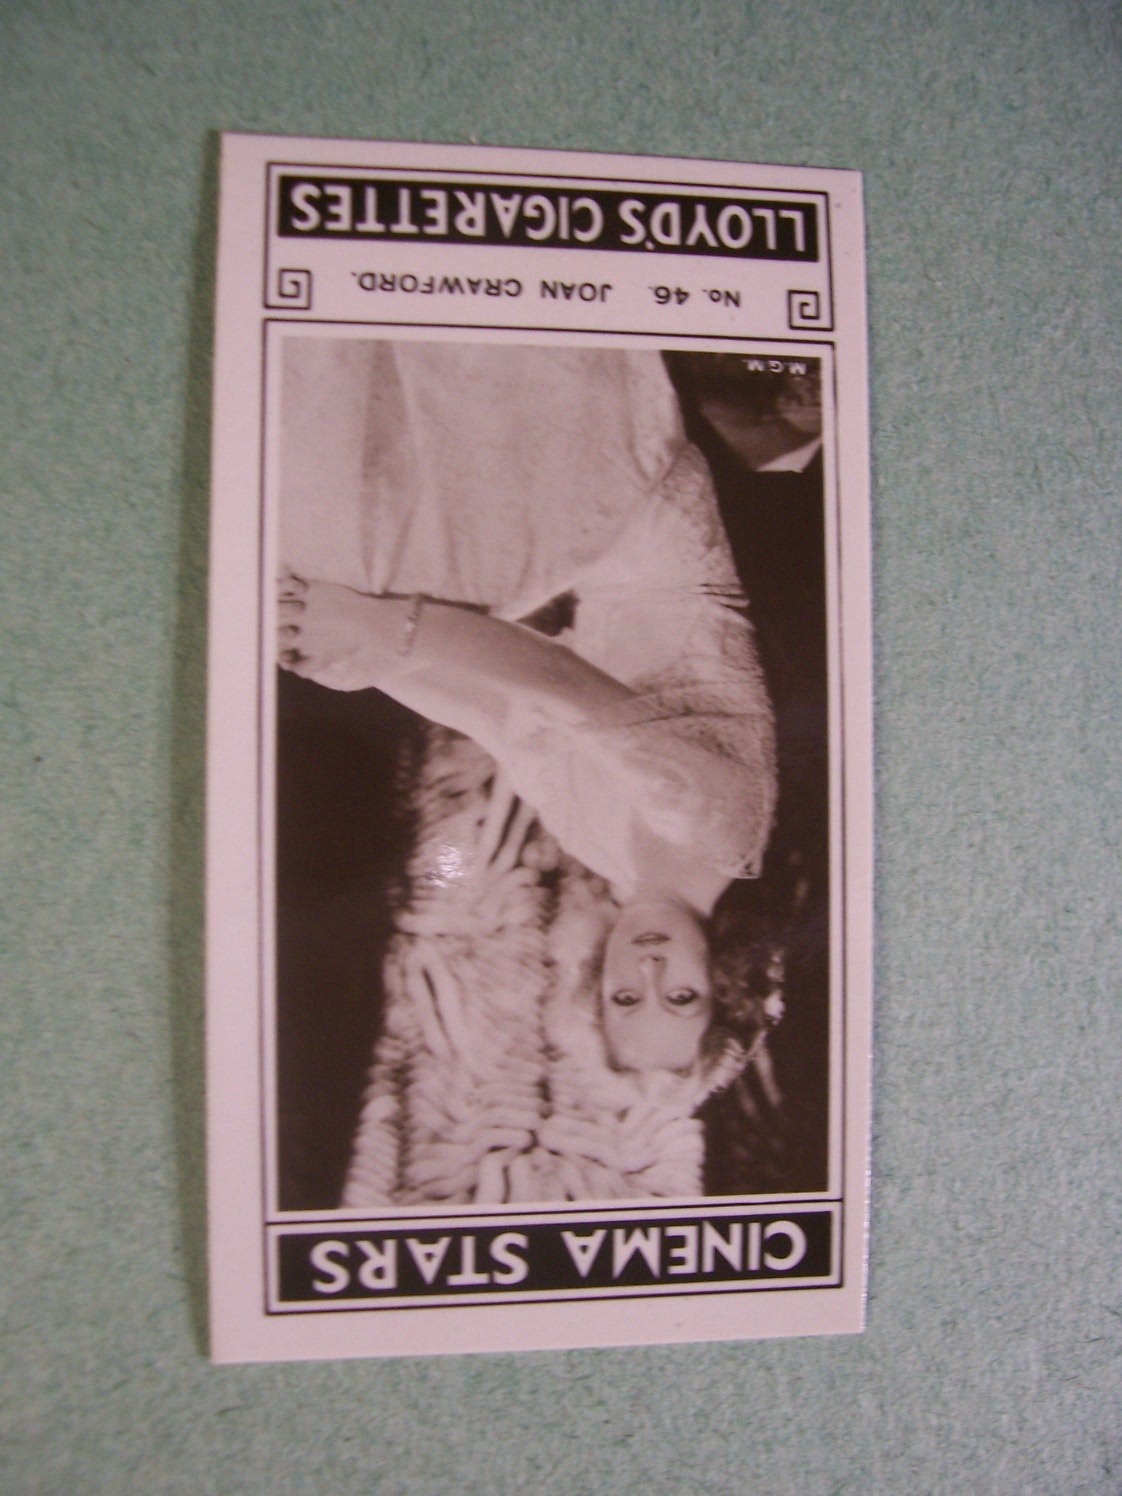 CINEMA STARS
M.G.M.
No. 46. JOAN CRAWFORD.
LLOYD'S CIGARETTES